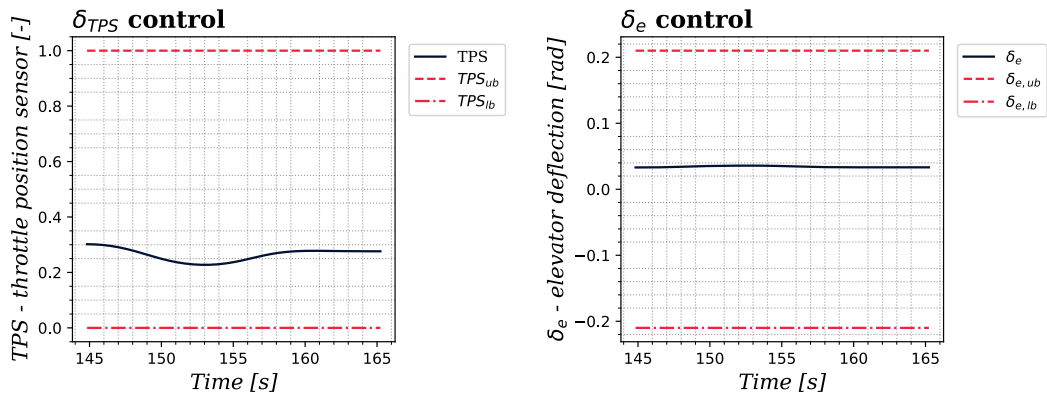 δ_TPS control
TPS - throttle position sensor [-]
1.0
0.8
0.6
0.4
0.2
0.0
145 150 155 160 165
Time [s]
TPS
TPS_ub
TPS_lb
δ_e control
δ_e - elevator deflection [rad]
0.2
0.1
0.0
−0.1
−0.2
145 150 155 160 165
Time [s]
δ_e
δ_e,ub
δ_e,lb